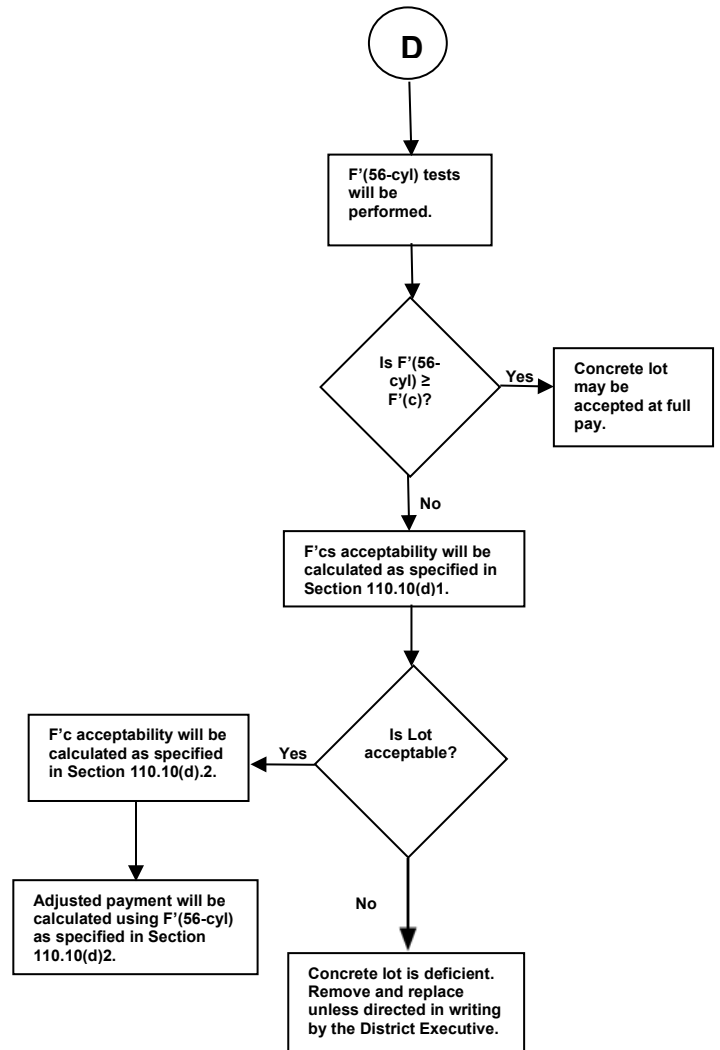 D
F'(56-cyl) tests
will be
performed.
Is F'(56-
cyl) ≥
F'(c)?
Yes
Concrete lot
may be
accepted at full
pay.
No
F'cs acceptability will be
calculated as specified in
Section 110.10(d)1.
Is Lot
acceptable?
Yes
F'c acceptability will be
calculated as specified
in Section 110.10(d).2.
Adjusted payment will be
calculated using F'(56-cyl)
as specified in Section
110.10(d)2.
No
Concrete lot is deficient.
Remove and replace
unless directed in writing
by the District Executive.